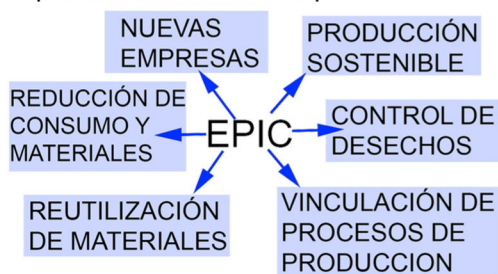 NUEVAS
EMPRESAS
PRODUCCIÓN
SOSTENIBLE
REDUCCIÓN DE
CONSUMO Y
MATERIALES
EPIC
CONTROL DE
DESECHOS
REUTILIZACIÓN
DE MATERIALES
VINCULACIÓN DE
PROCESOS DE
PRODUCCION